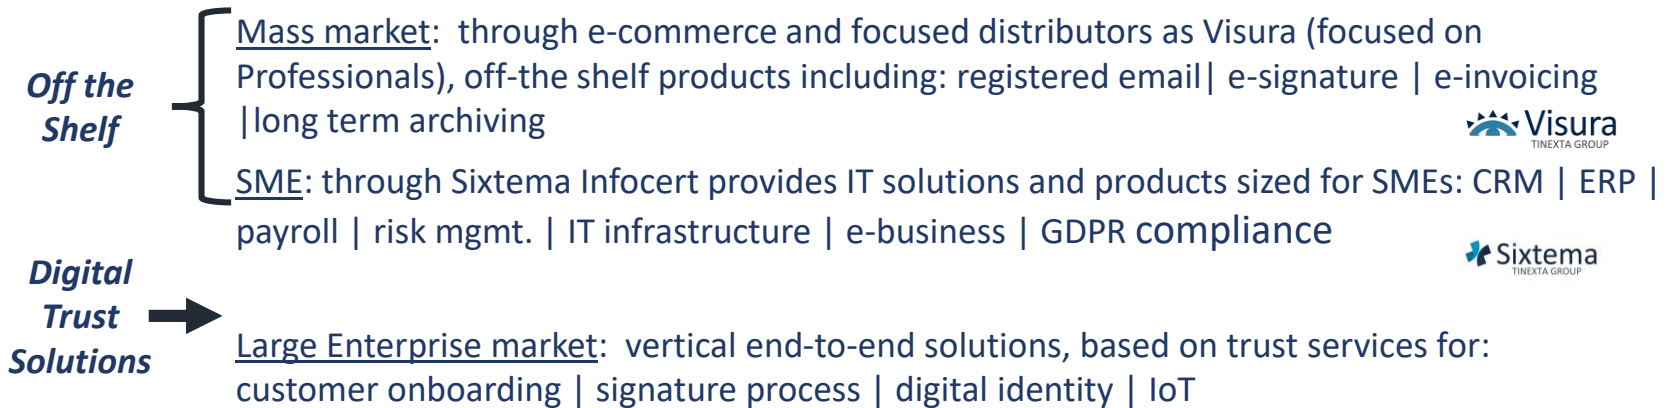 Off the
Shelf
Mass market:  through e-commerce and focused distributors as Visura (focused on
Professionals), off-the shelf products including: registered email| e-signature | e-invoicing
|long term archiving
Visura
TINEXTA GROUP
SME: through Sixtema Infocert provides IT solutions and products sized for SMEs: CRM | ERP |
payroll | risk mgmt. | IT infrastructure | e-business | GDPR compliance
Sixtema
TINEXTA GROUP
Digital
Trust
Solutions
Large Enterprise market:  vertical end-to-end solutions, based on trust services for:
customer onboarding | signature process | digital identity | IoT